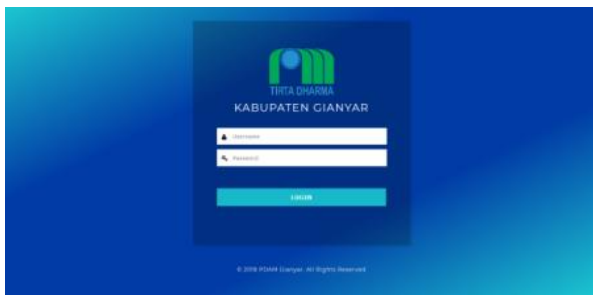 TIRTA DHARMA
KABUPATEN GIANYAR
Username
Password
LOGIN
© 2018 PDAM Gianyar. All Rights Reserved